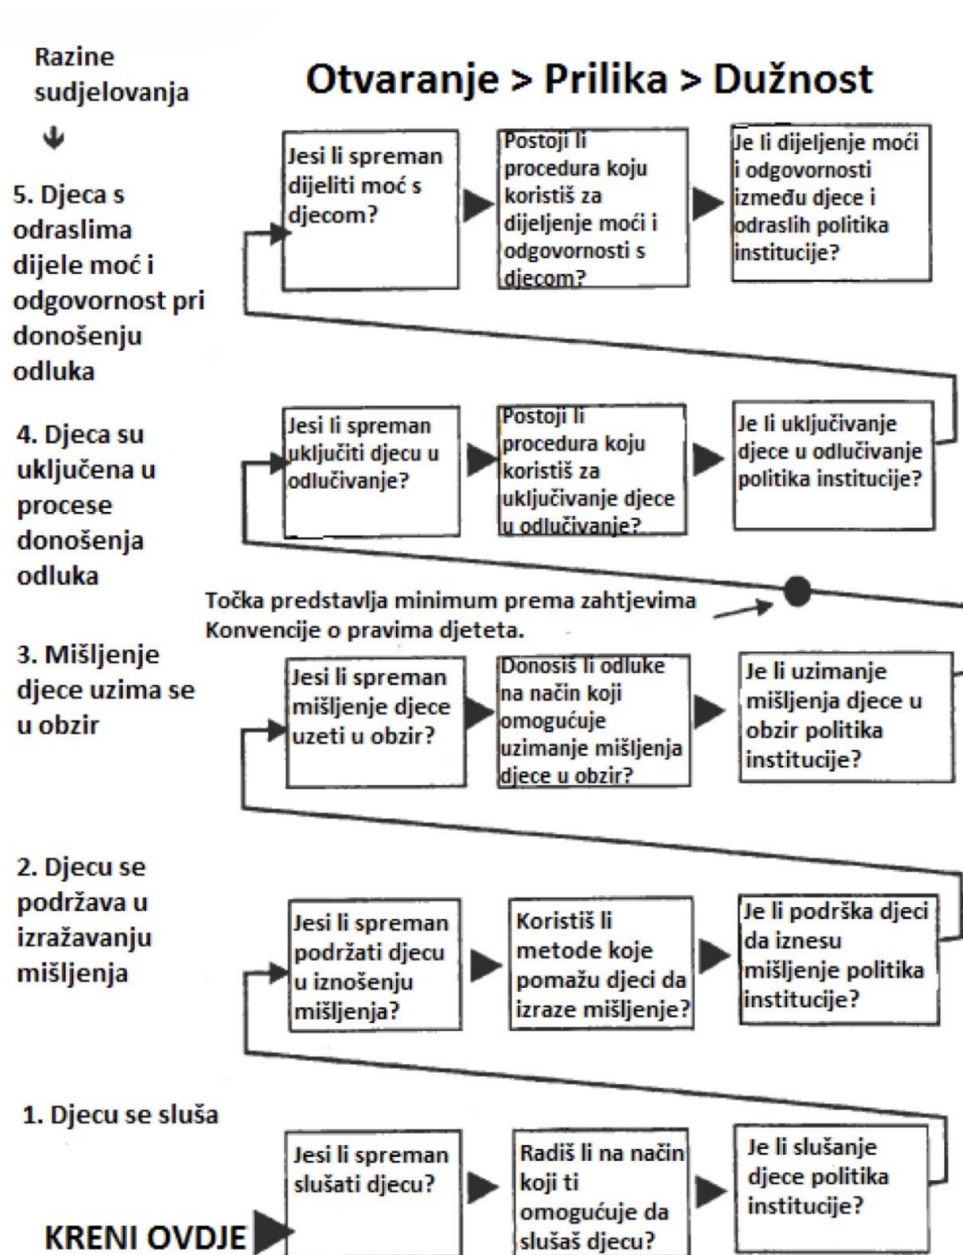 Razine
sudjelovanja
Otvaranje > Prilika > Dužnost
5. Djeca s
odraslima
dijele moć i
odgovornost pri
donošenju
odluka
Jesi li spreman
dijeliti moć s
djecom?
Postoji li
procedura koju
koristiš za
dijeljenje moći i
odgovornosti s
djecom?
Je li dijeljenje moći
i odgovornosti
između djece i
odraslih politika
institucije?
4. Djeca su
uključena u
procese
donošenja
odluka
Jesi li spreman
uključiti djecu u
odlučivanje?
Postoji li
procedura koju
koristiš za
uključivanje djece
u odlučivanje?
Je li uključivanje
djece u odlučivanje
politika institucije?
Točka predstavlja minimum prema zahtjevima
Konvencije o pravima djeteta.
3. Mišljenje
djece uzima se
u obzir
Jesi li spreman
mišljenje djece
uzeti u obzir?
Donosiš li odluke
na način koji
omogućuje
uzimanje mišljenja
djece u obzir?
Je li uzimanje
mišljenja djece u
obzir politika
institucije?
2. Djecu se
podržava u
izražavanju
mišljenja
Jesi li spreman
podržati djecu
u iznošenju
mišljenja?
Koristiš li
metode koje
pomažu djeci da
izraze mišljenje?
Je li podrška djeci
da iznesu
mišljenje politika
institucije?
1. Djecu se sluša
Jesi li spreman
slušati djecu?
Radiš li na način
koji ti
omogućuje da
slušaš djecu?
Je li slušanje
djece politika
institucije?
KRENI OVDJE